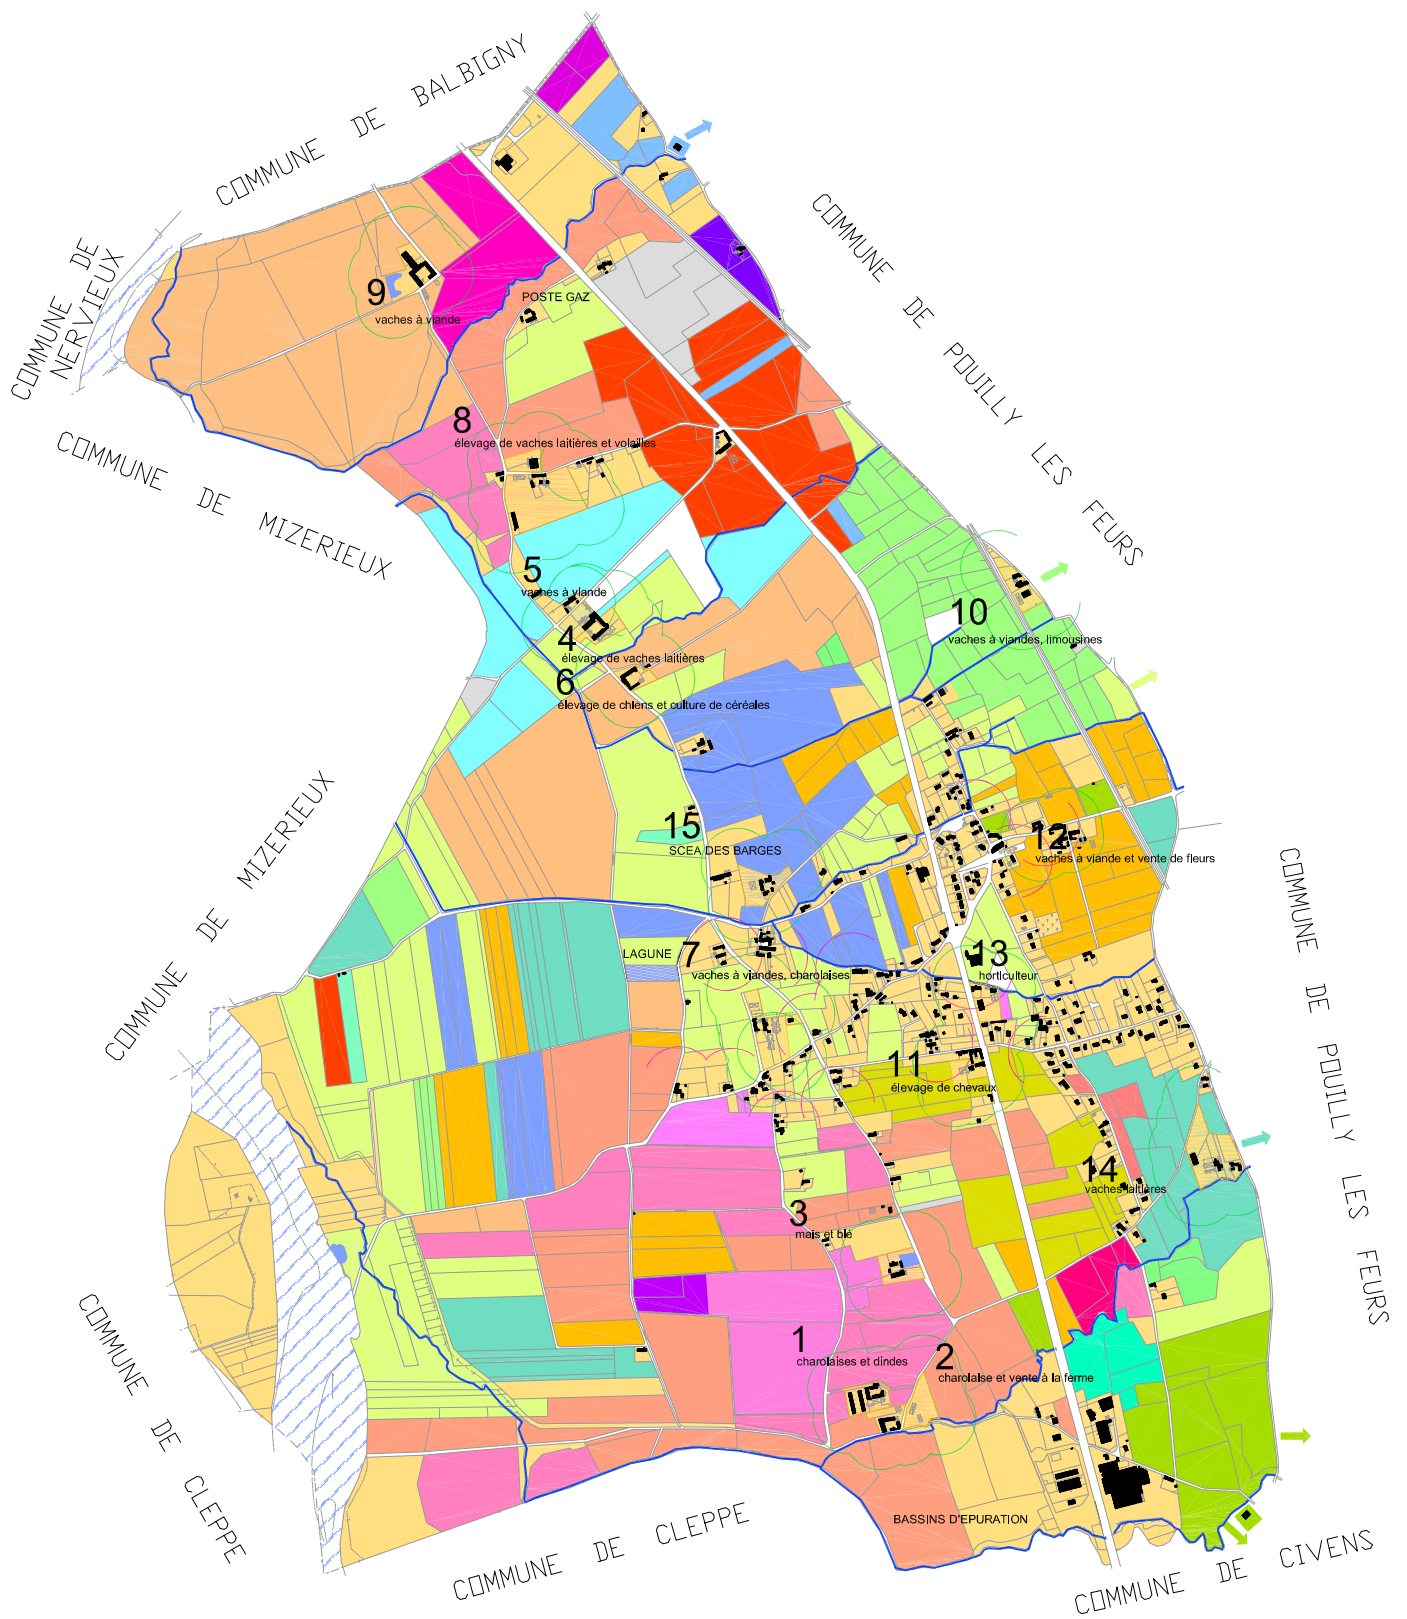 COMMUNE DE BALBIGNY
COMMUNE DE
NERVIEUX
COMMUNE DE POUILLY LES FEURS
9
vaches à viande
POSTE GAZ
8
élevage de vaches laitières et volailles
COMMUNE DE MIZERIEUX
5
vaches à viande
10
vaches à viandes, limousines
4
élevage de vaches laitières
6
élevage de chiens et culture de céréales
15
SCEA DES BARGES
12
vaches à viande et vente de fleurs
COMMUNE DE MIZERIEUX
LAGUNE
7
vaches à viandes, charolaises
13
horticulteur
COMMUNE DE POUILLY LES FEURS
11
élevage de chevaux
14
vaches laitières
3
mais et blé
1
charolaises et dindes
2
charolaise et vente à la ferme
COMMUNE DE CLEPPE
BASSINS D'EPURATION
COMMUNE DE CLEPPE
COMMUNE DE CIVENS